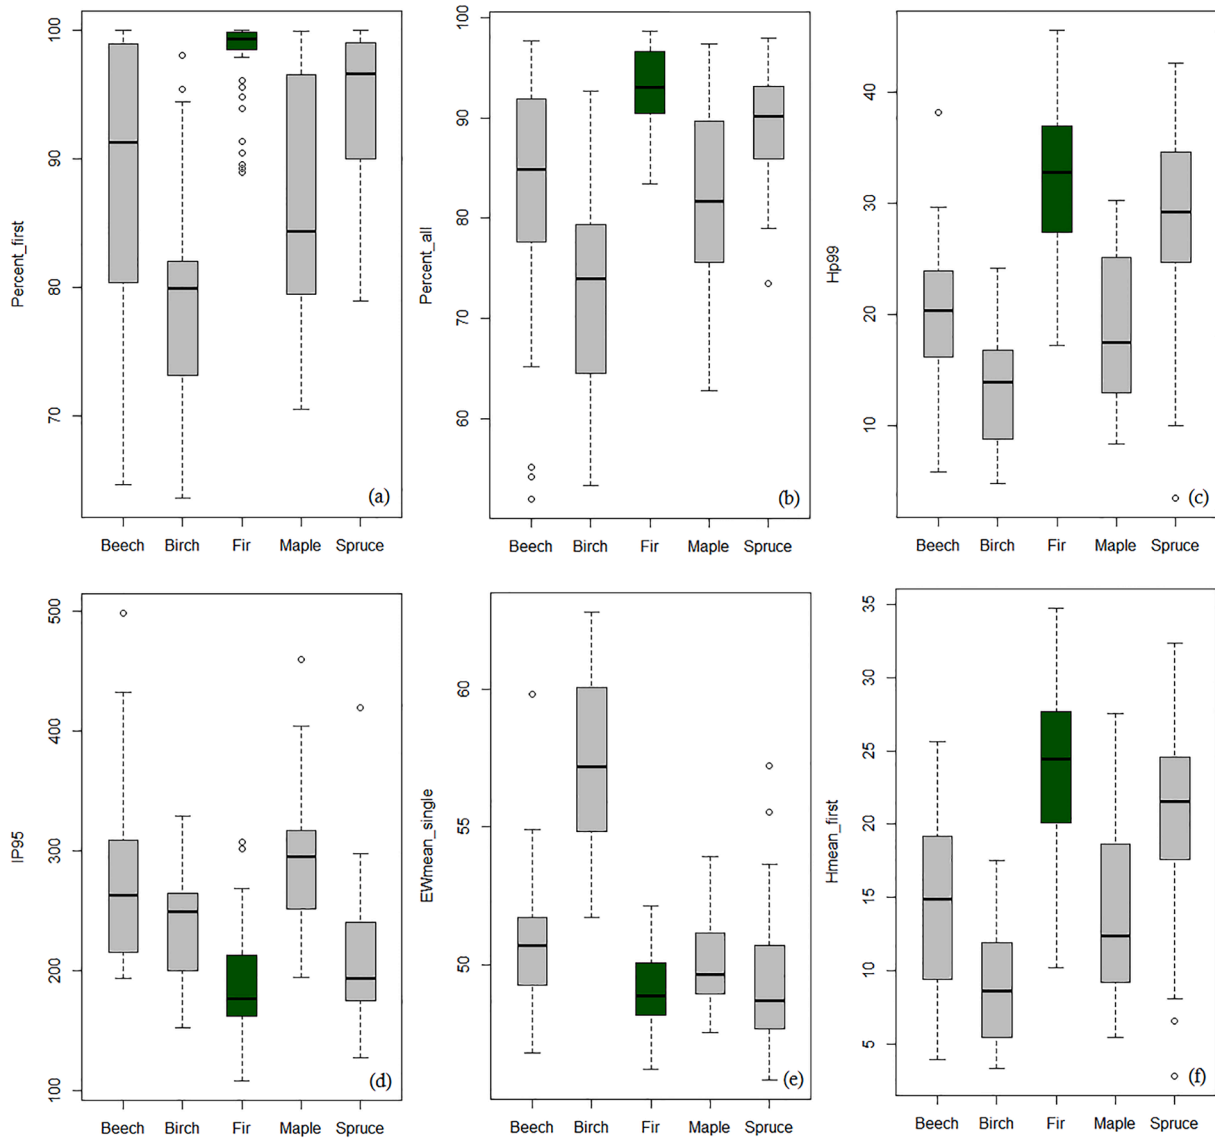 Percent_first
100
90
80
70
Beech Birch Fir Maple Spruce
(a)
Percent_all
100
90
80
70
60
Beech Birch Fir Maple Spruce
(b)
Hp99
40
30
20
10
Beech Birch Fir Maple Spruce
(c)
IP95
500
400
300
200
100
Beech Birch Fir Maple Spruce
(d)
EWmean_single
60
55
50
Beech Birch Fir Maple Spruce
(e)
Hmean_first
35
30
25
20
15
10
5
Beech Birch Fir Maple Spruce
(f)